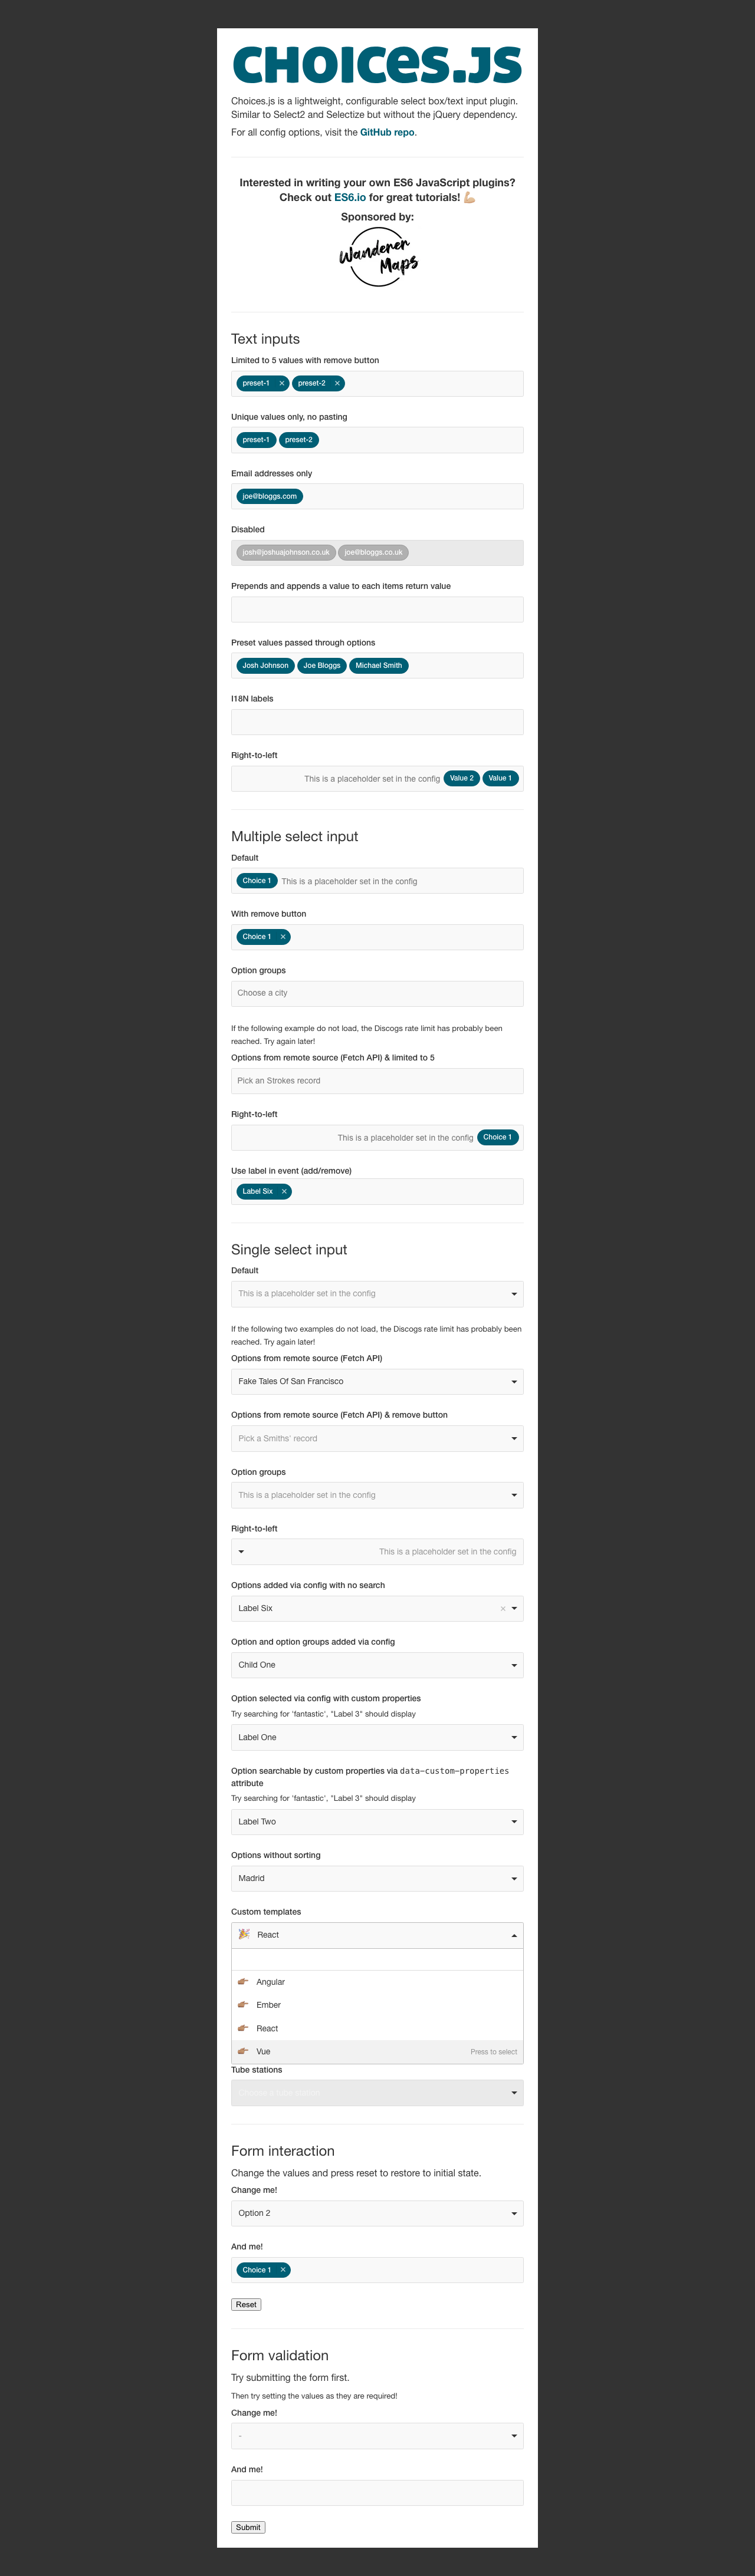 CHOICES.JS
Choices.js is a lightweight, configurable select box/text input plugin.
Similar to Select2 and Selectize but without the jQuery dependency.
For all config options, visit the GitHub repo.
Interested in writing your own ES6 JavaScript plugins?
Check out ES6.io for great tutorials! 💪🏼
Sponsored by:
Wanderer
Maps
Text inputs
Limited to 5 values with remove button
preset-1 × preset-2 ×
Unique values only, no pasting
preset-1 preset-2
Email addresses only
joe@bloggs.com
Disabled
josh@joshuajohnson.co.uk joe@bloggs.co.uk
Prepends and appends a value to each items return value
Preset values passed through options
Josh Johnson Joe Bloggs Michael Smith
I18N labels
Right-to-left
This is a placeholder set in the config Value 2 Value 1
Multiple select input
Default
Choice 1 This is a placeholder set in the config
With remove button
Choice 1 ×
Option groups
Choose a city
If the following example do not load, the Discogs rate limit has probably been
reached. Try again later!
Options from remote source (Fetch API) & limited to 5
Pick an Strokes record
Right-to-left
This is a placeholder set in the config Choice 1
Use label in event (add/remove)
Label Six ×
Single select input
Default
This is a placeholder set in the config
If the following two examples do not load, the Discogs rate limit has probably been
reached. Try again later!
Options from remote source (Fetch API)
Fake Tales Of San Francisco
Options from remote source (Fetch API) & remove button
Pick a Smiths' record
Option groups
This is a placeholder set in the config
Right-to-left
This is a placeholder set in the config
Options added via config with no search
Label Six ×
Option and option groups added via config
Child One
Option selected via config with custom properties
Try searching for 'fantastic', "Label 3" should display
Label One
Option searchable by custom properties via data-custom-properties
attribute
Try searching for 'fantastic', "Label 3" should display
Label Two
Options without sorting
Madrid
Custom templates
🎉 React
👉🏽 Angular
👉🏽 Ember
👉🏽 React
👉🏽 Vue Press to select
Tube stations
Form interaction
Change the values and press reset to restore to initial state.
Change me!
Option 2
And me!
Choice 1 ×
Reset
Form validation
Try submitting the form first.
Then try setting the values as they are required!
Change me!
-
And me!
Submit